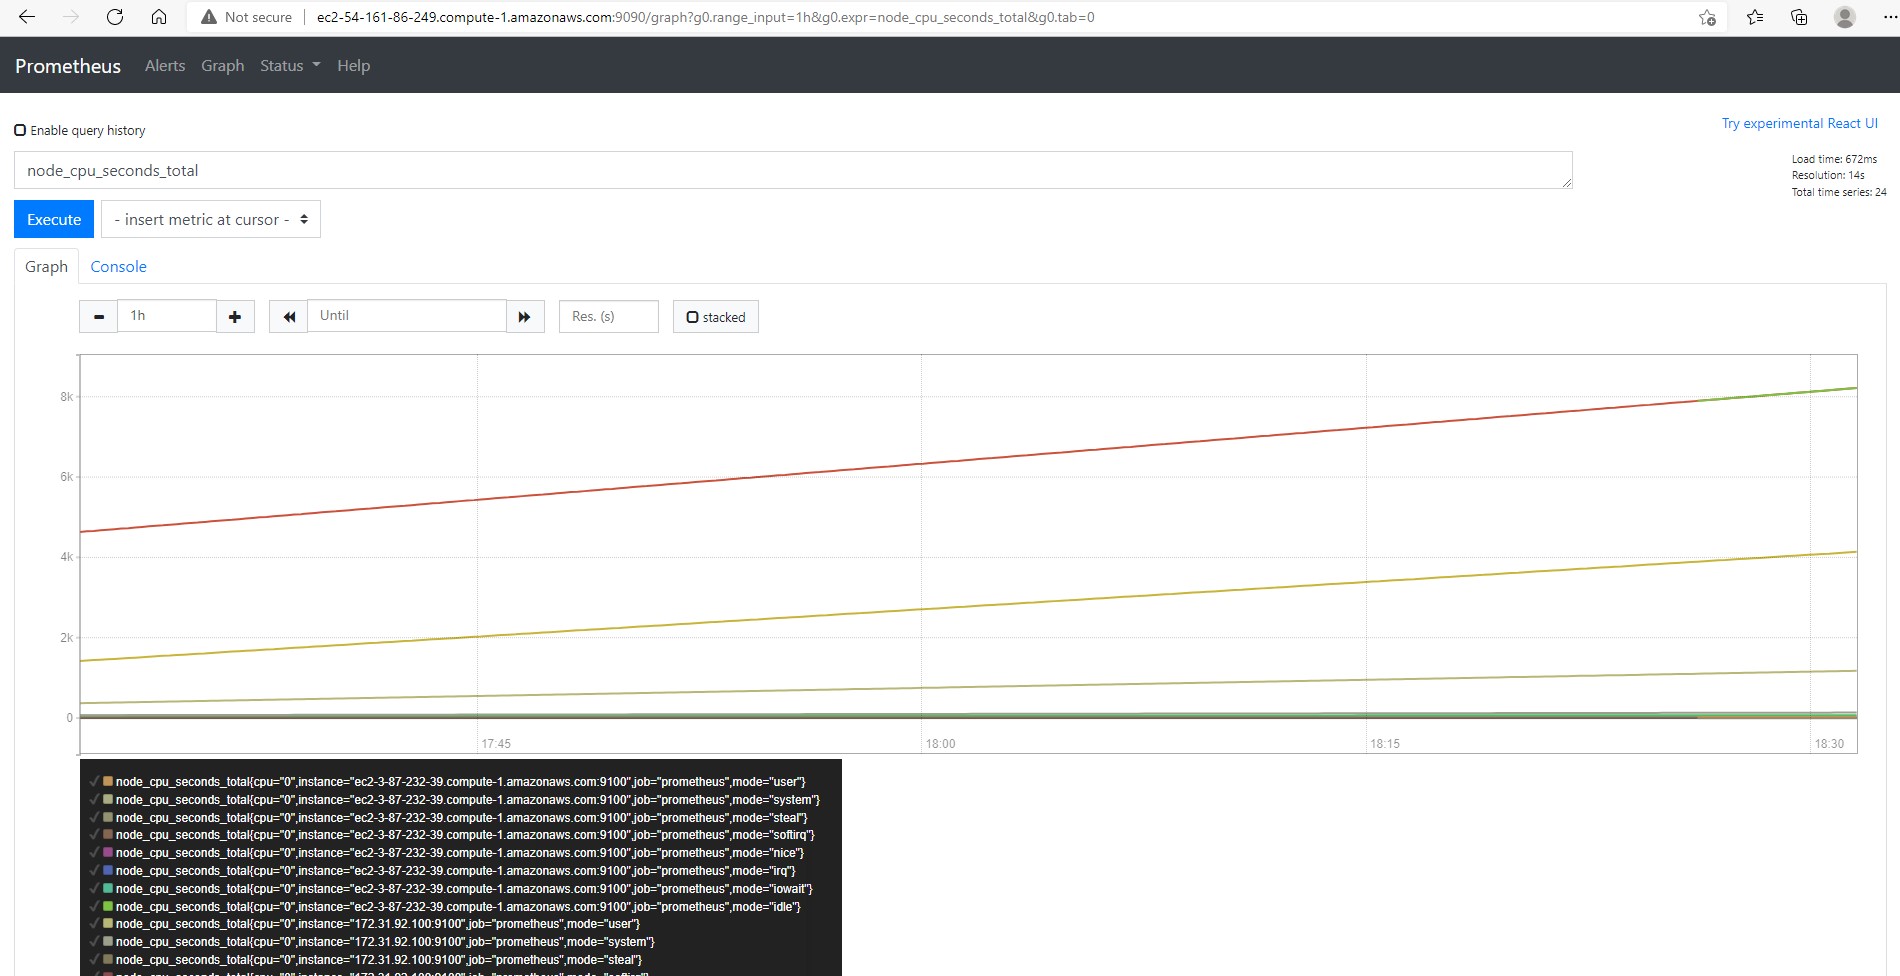 Not secure
ec2-54-161-86-249.compute-1.amazonaws.com:9090/graph?g0.range_input=1h&g0.expr=node_cpu_seconds_total&g0.tab=0
Prometheus Alerts Graph Status Help
Enable query history
Try experimental React UI
node_cpu_seconds_total
Load time: 672ms
Resolution: 14s
Total time series: 24
Execute
- insert metric at cursor -
Graph Console
1h
Until
Res. (s)
stacked
8k
6k
4k
2k
0
17:45 18:00 18:15 18:30
node_cpu_seconds_total{cpu="0",instance="ec2-3-87-232-39.compute-1.amazonaws.com:9100",job="prometheus",mode="user"}
node_cpu_seconds_total{cpu="0",instance="ec2-3-87-232-39.compute-1.amazonaws.com:9100",job="prometheus",mode="system"}
node_cpu_seconds_total{cpu="0",instance="ec2-3-87-232-39.compute-1.amazonaws.com:9100",job="prometheus",mode="steal"}
node_cpu_seconds_total{cpu="0",instance="ec2-3-87-232-39.compute-1.amazonaws.com:9100",job="prometheus",mode="softirq"}
node_cpu_seconds_total{cpu="0",instance="ec2-3-87-232-39.compute-1.amazonaws.com:9100",job="prometheus",mode="nice"}
node_cpu_seconds_total{cpu="0",instance="ec2-3-87-232-39.compute-1.amazonaws.com:9100",job="prometheus",mode="irq"}
node_cpu_seconds_total{cpu="0",instance="ec2-3-87-232-39.compute-1.amazonaws.com:9100",job="prometheus",mode="iowait"}
node_cpu_seconds_total{cpu="0",instance="ec2-3-87-232-39.compute-1.amazonaws.com:9100",job="prometheus",mode="idle"}
node_cpu_seconds_total{cpu="0",instance="172.31.92.100:9100",job="prometheus",mode="user"}
node_cpu_seconds_total{cpu="0",instance="172.31.92.100:9100",job="prometheus",mode="system"}
node_cpu_seconds_total{cpu="0",instance="172.31.92.100:9100",job="prometheus",mode="steal"}